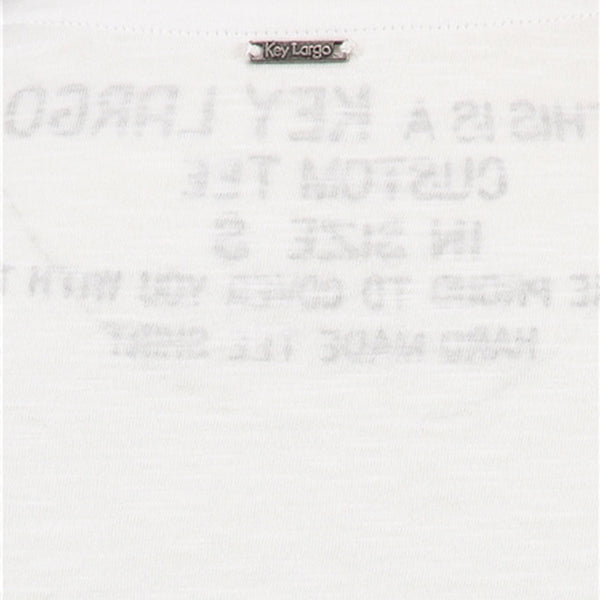 Key Largo
THIS IS A KEY LARGO
CUSTOM TEE
IN SIZE S
PROUD TO COVER YOU WITH
HAND MADE TEE SHIRT